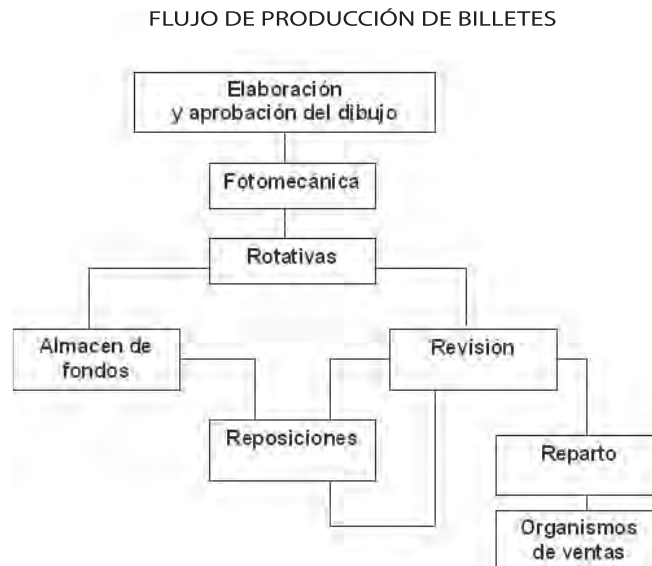 FLUJO DE PRODUCCIÓN DE BILLETES
Elaboración
y aprobación del dibujo
Fotomecánica
Rotativas
Almacen de
fondos
Revisión
Reposiciones
Reparto
Organismos
de ventas